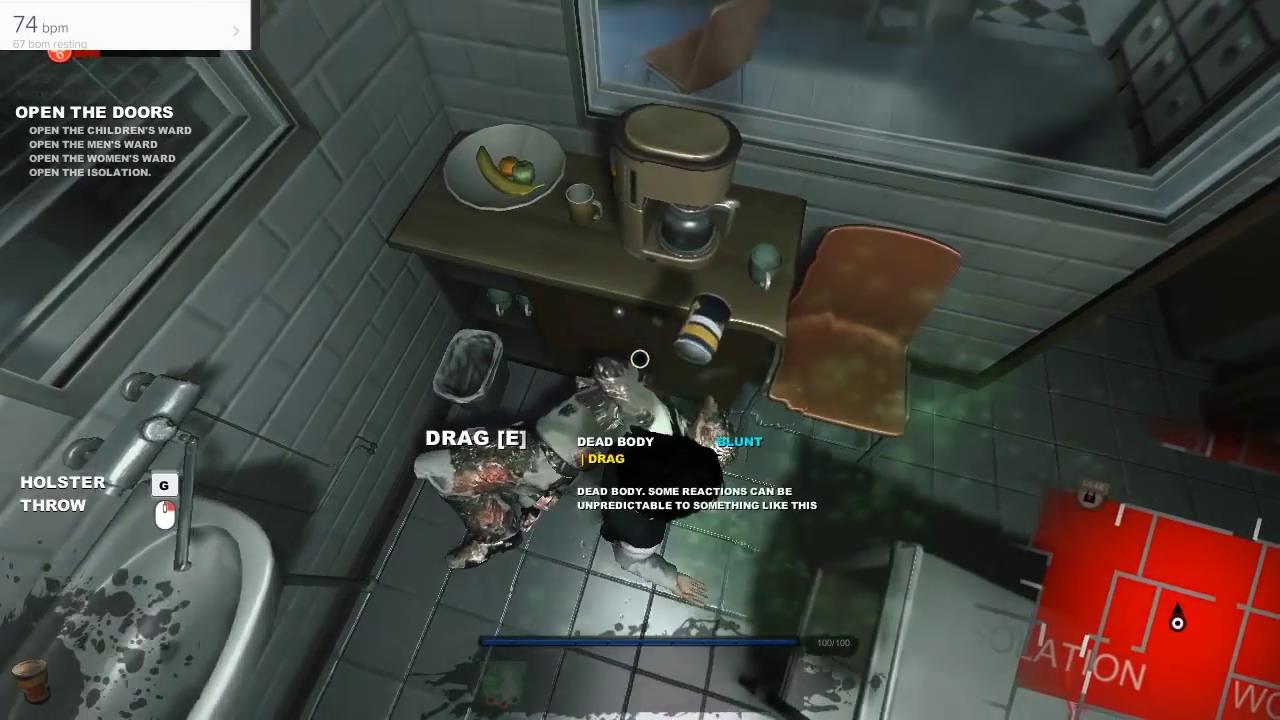 74 bpm
67 bpm resting
OPEN THE DOORS
OPEN THE CHILDREN'S WARD
OPEN THE MEN'S WARD
OPEN THE WOMEN'S WARD
OPEN THE ISOLATION.
DRAG [E]
DEAD BODY
BLUNT
| DRAG
DEAD BODY. SOME REACTIONS CAN BE
UNPREDICTABLE TO SOMETHING LIKE THIS
HOLSTER
G
THROW
100/100
OLATION
WO